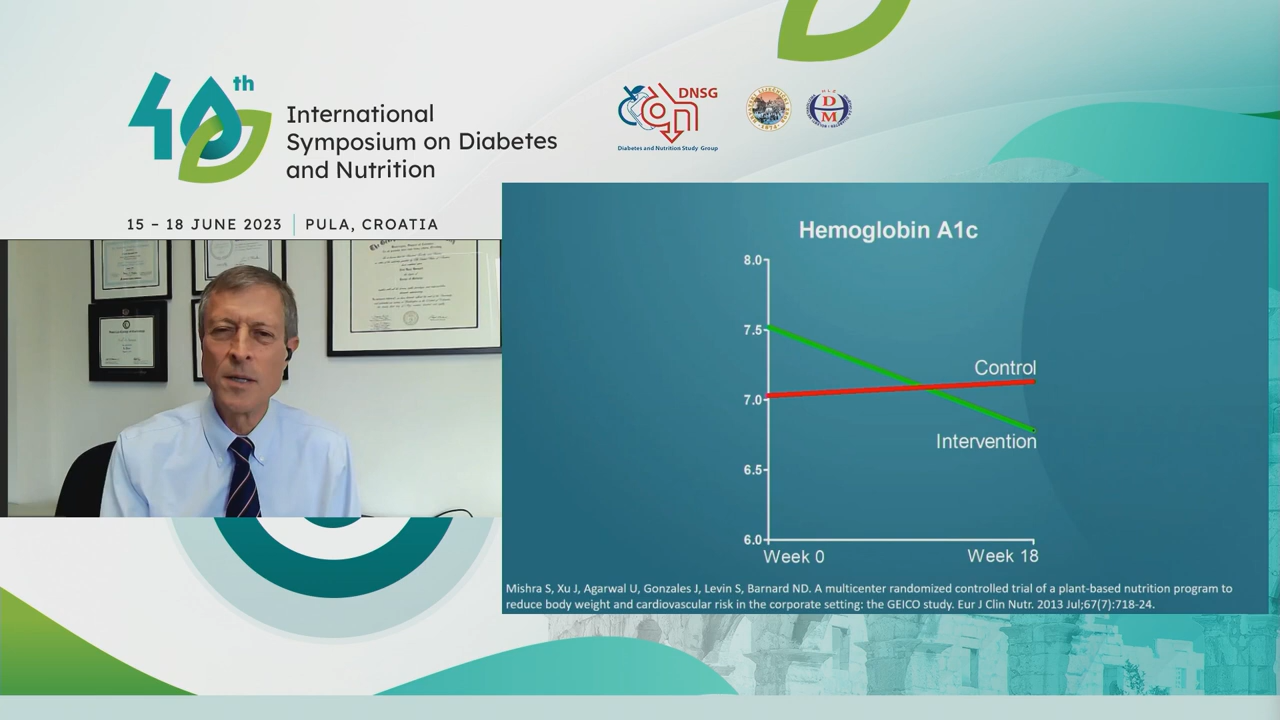 40th
International
Symposium on Diabetes
and Nutrition
15 – 18 JUNE 2023 | PULA, CROATIA
DNSG
Diabetes and Nutrition Study Group
DM
Hemoglobin A1c
8.0
7.5
7.0
6.5
6.0
Control
Intervention
Week 0
Week 18
Mishra S, Xu J, Agarwal U, Gonzales J, Levin S, Barnard ND. A multicenter randomized controlled trial of a plant-based nutrition program to
reduce body weight and cardiovascular risk in the corporate setting: the GEICO study. Eur J Clin Nutr. 2013 Jul;67(7):718-24.